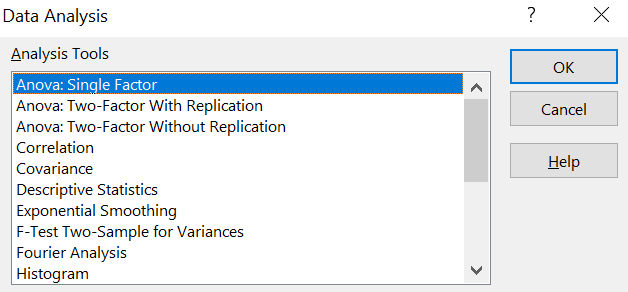 Data Analysis
?
Analysis Tools
Anova: Single Factor
Anova: Two-Factor With Replication
Anova: Two-Factor Without Replication
Correlation
Covariance
Descriptive Statistics
Exponential Smoothing
F-Test Two-Sample for Variances
Fourier Analysis
Histogram
OK
Cancel
Help